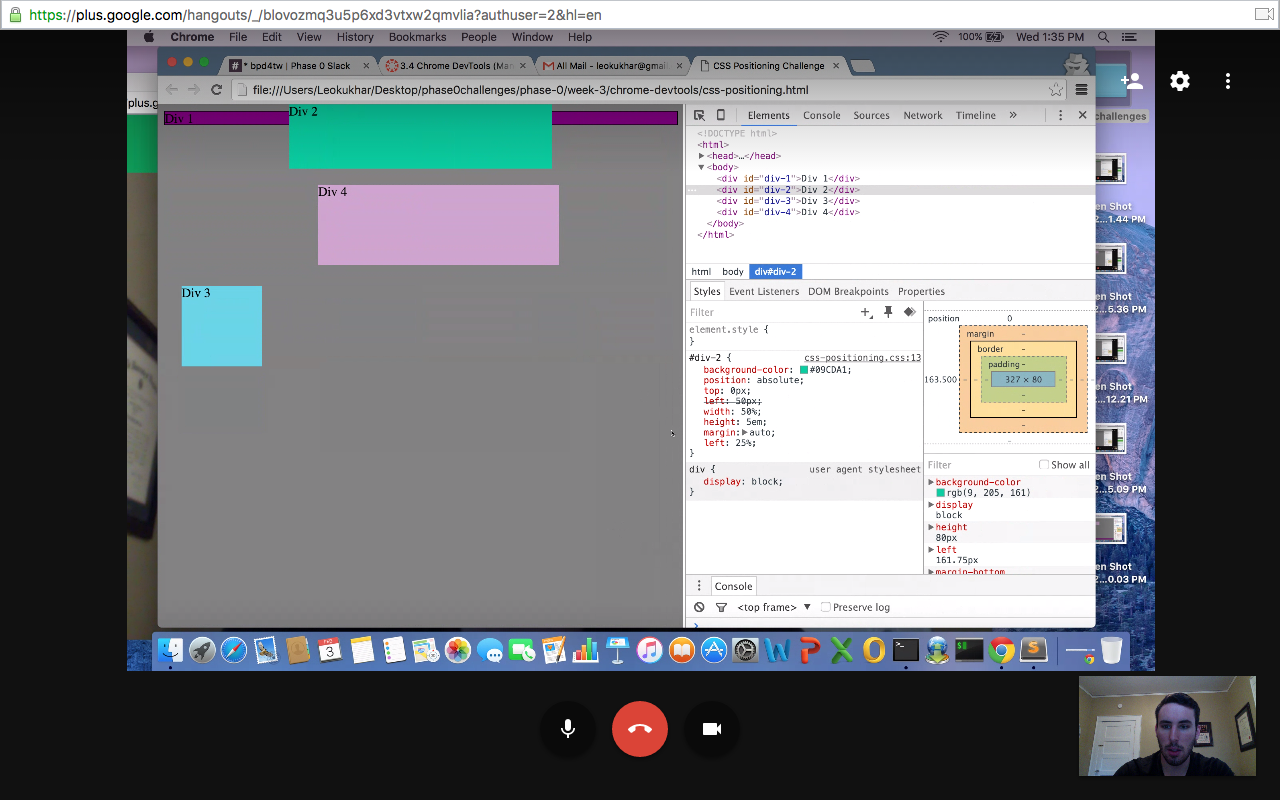 https://plus.google.com/hangouts/_/blovozmq3u5p6xd3vtxw2qmvlia?authuser=2&hl=en
Chrome File Edit View History Bookmarks People Window Help 100% Wed 1:35 PM
* bpd4tw | Phase 0 Slack × 3.4 Chrome DevTools (Man × All Mail - leokukhar@gmail. × CSS Positioning Challenge ×
file:///Users/Leokukhar/Desktop/phase0challenges/phase-0/week-3/chrome-devtools/css-positioning.html
plus.g
challenges
Div 1
Div 2
Div 4
Div 3
Elements Console Sources Network Timeline »
<!DOCTYPE html>
<html>
<head>…</head>
<body>
<div id="div-1">Div 1</div>
<div id="div-2">Div 2</div>
<div id="div-3">Div 3</div>
<div id="div-4">Div 4</div>
</body>
</html>
html body div#div-2
Styles Event Listeners DOM Breakpoints Properties
Filter
element.style {
}
#div-2 { css-positioning.css:13
background-color: #09CDA1;
position: absolute;
top: 0px;
left: 50px;
width: 50%;
height: 5em;
margin: auto;
left: 25%;
}
div { user agent stylesheet
display: block;
}
position 0
margin -
border -
padding -
163.500 - - - 327 × 80 - - -
-
-
-
-
Filter Show all
background-color
rgb(9, 205, 161)
display
block
height
80px
left
161.75px
margin-bottom
Console
<top frame> ▼ Preserve log
en Shot
2...1.44 PM
en Shot
...5.36 PM
en Shot
...12.21 PM
en Shot
2...5.09 PM
en Shot
2...0.03 PM
FEB
3